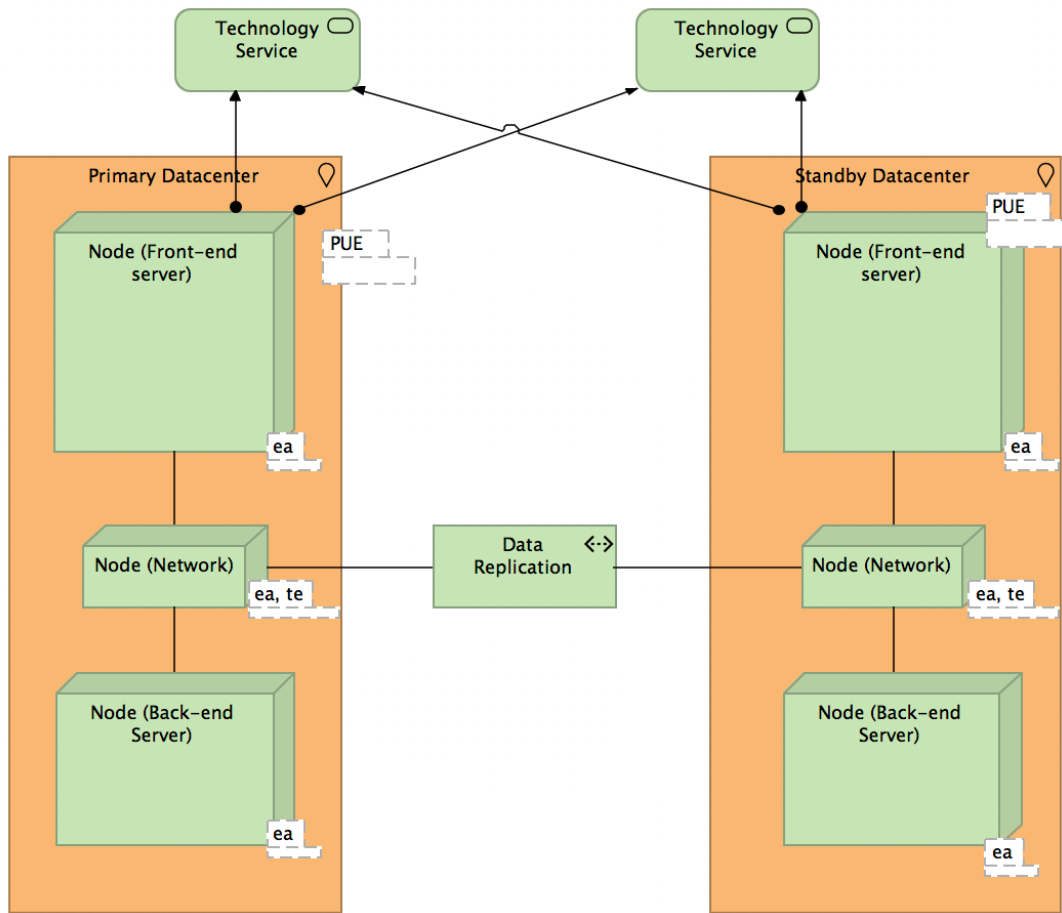 Technology
Service
Technology
Service
Primary Datacenter
Standby Datacenter
PUE
PUE
Node (Front-end
server)
Node (Front-end
server)
ea
ea
Node (Network)
Data
Replication
Node (Network)
ea, te
ea, te
Node (Back-end
Server)
Node (Back-end
Server)
ea
ea